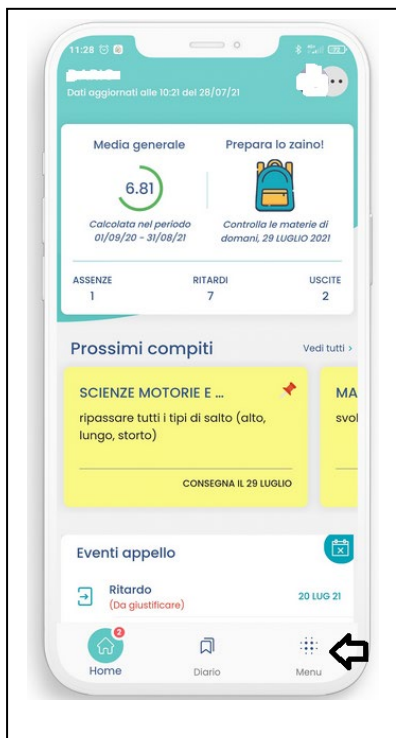 11:28
Dati aggiornati alle 10:21 del 28/07/21
Media generale
6.81
Calcolata nel periodo
01/09/20 - 31/08/21
Prepara lo zaino!
Controlla le materie di
domani, 29 LUGLIO 2021
ASSENZE
1
RITARDI
7
USCITE
2
Prossimi compiti
Vedi tutti >
SCIENZE MOTORIE E ...
ripassare tutti i tipi di salto (alto,
lungo, storto)
CONSEGNA IL 29 LUGLIO
MA
svol
Eventi appello
Ritardo
(Da giustificare)
20 LUG 21
2
Home
Diario
Menu